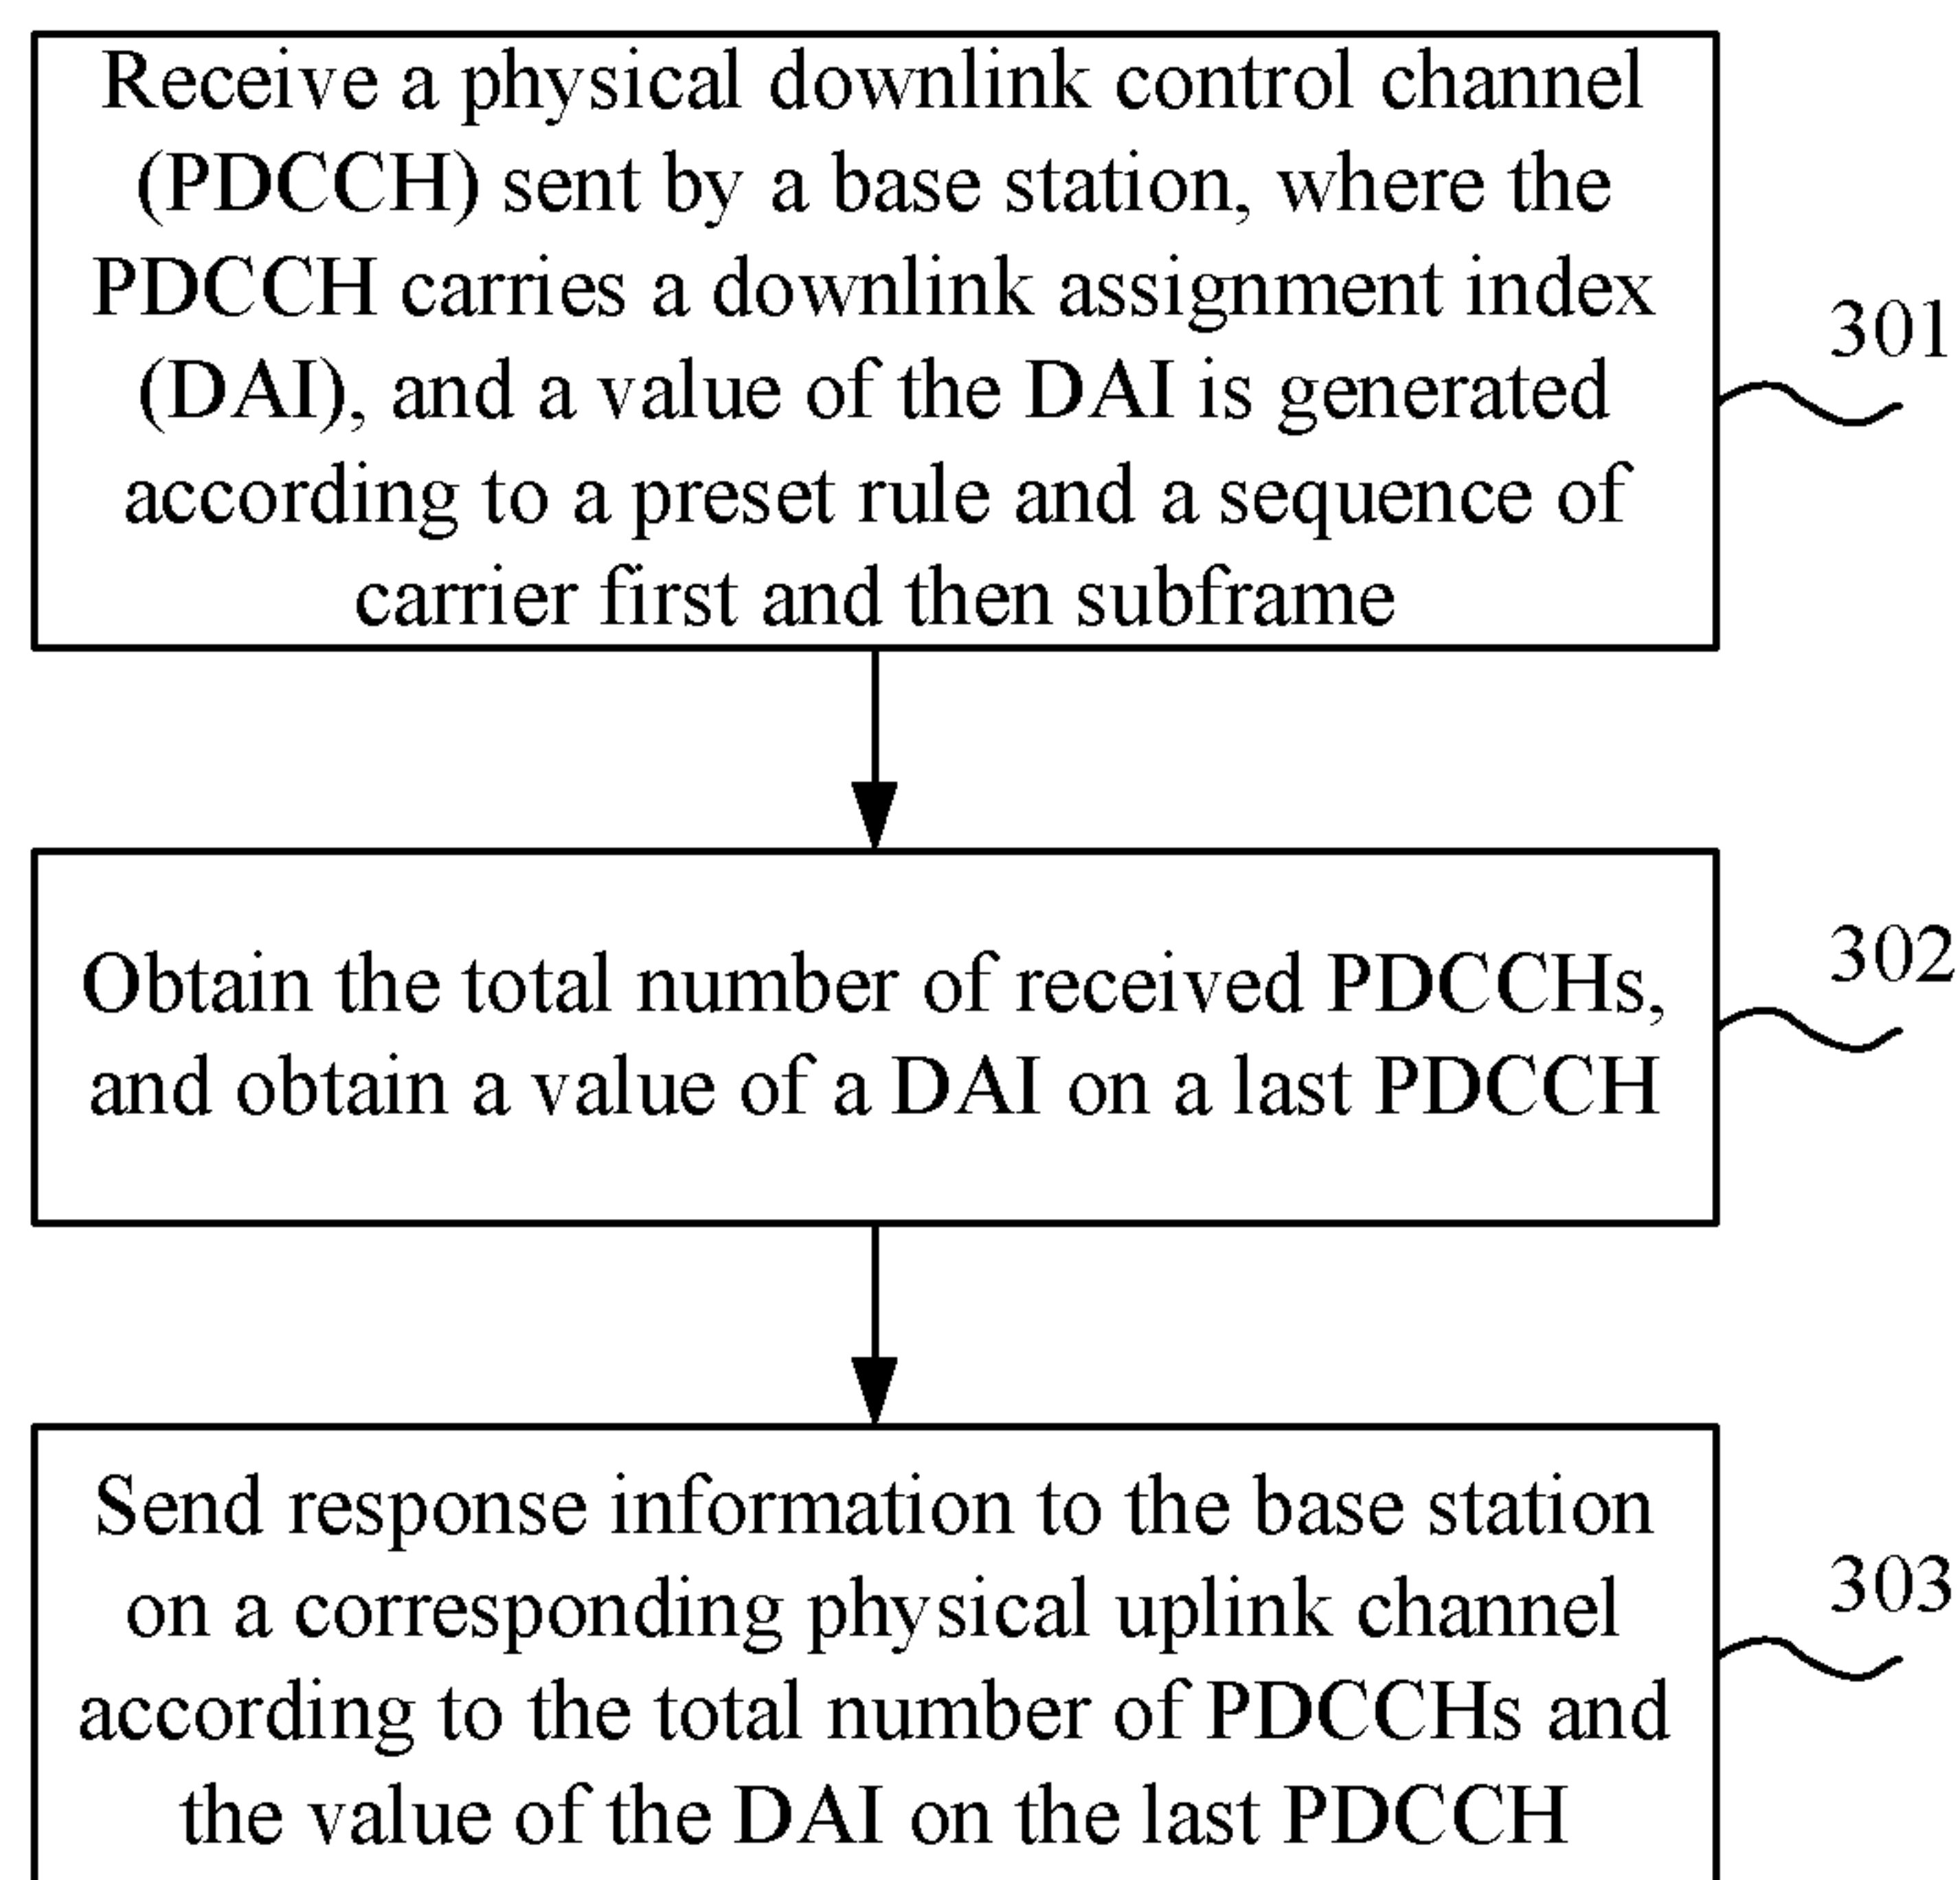 Receive a physical downlink control channel
(PDCCH) sent by a base station, where the
PDCCH carries a downlink assignment index
(DAI), and a value of the DAI is generated
according to a preset rule and a sequence of
carrier first and then subframe
301
Obtain the total number of received PDCCHs,
and obtain a value of a DAI on a last PDCCH
302
Send response information to the base station
on a corresponding physical uplink channel
according to the total number of PDCCHs and
the value of the DAI on the last PDCCH
303